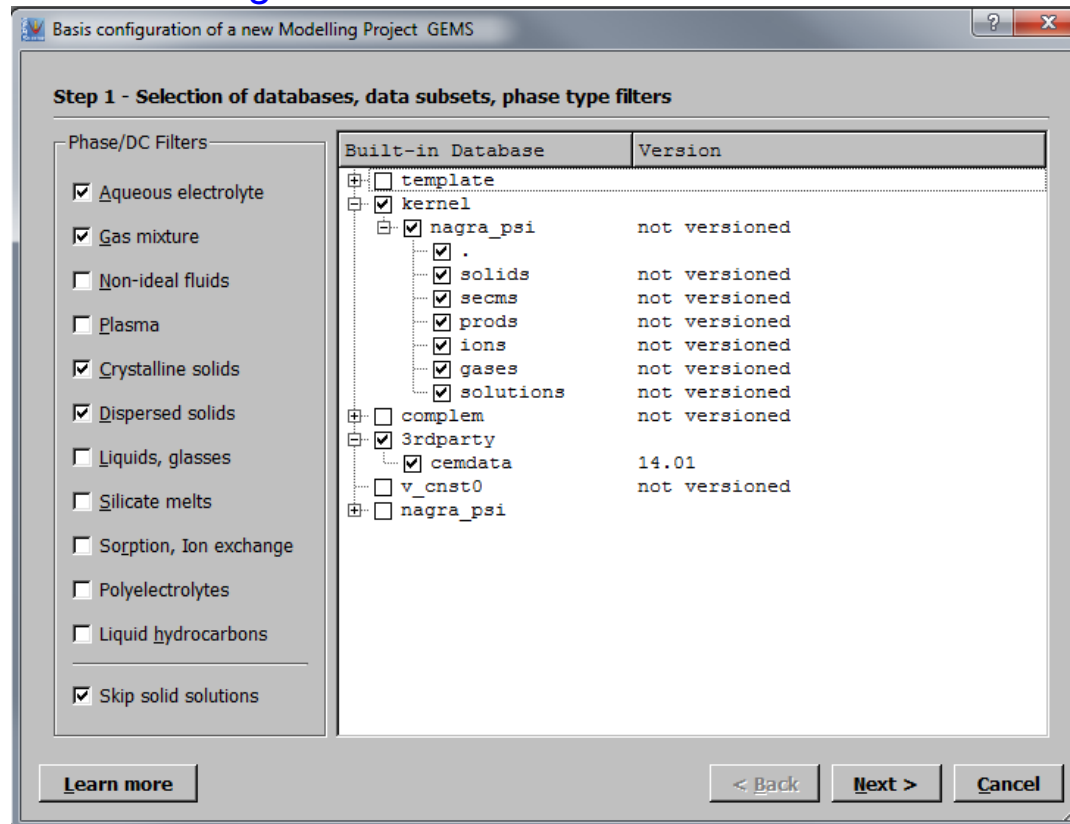 Basis configuration of a new Modelling Project GEMS
Step 1 - Selection of databases, data subsets, phase type filters
Phase/DC Filters
Aqueous electrolyte
Gas mixture
Non-ideal fluids
Plasma
Crystalline solids
Dispersed solids
Liquids, glasses
Silicate melts
Sorption, Ion exchange
Polyelectrolytes
Liquid hydrocarbons
Skip solid solutions
Built-in Database Version
template
kernel
nagra_psi not versioned
.
solids not versioned
secms not versioned
prods not versioned
ions not versioned
gases not versioned
solutions not versioned
complem not versioned
3rdparty
cemdata 14.01
v_cnst0 not versioned
nagra_psi
Learn more < Back Next > Cancel